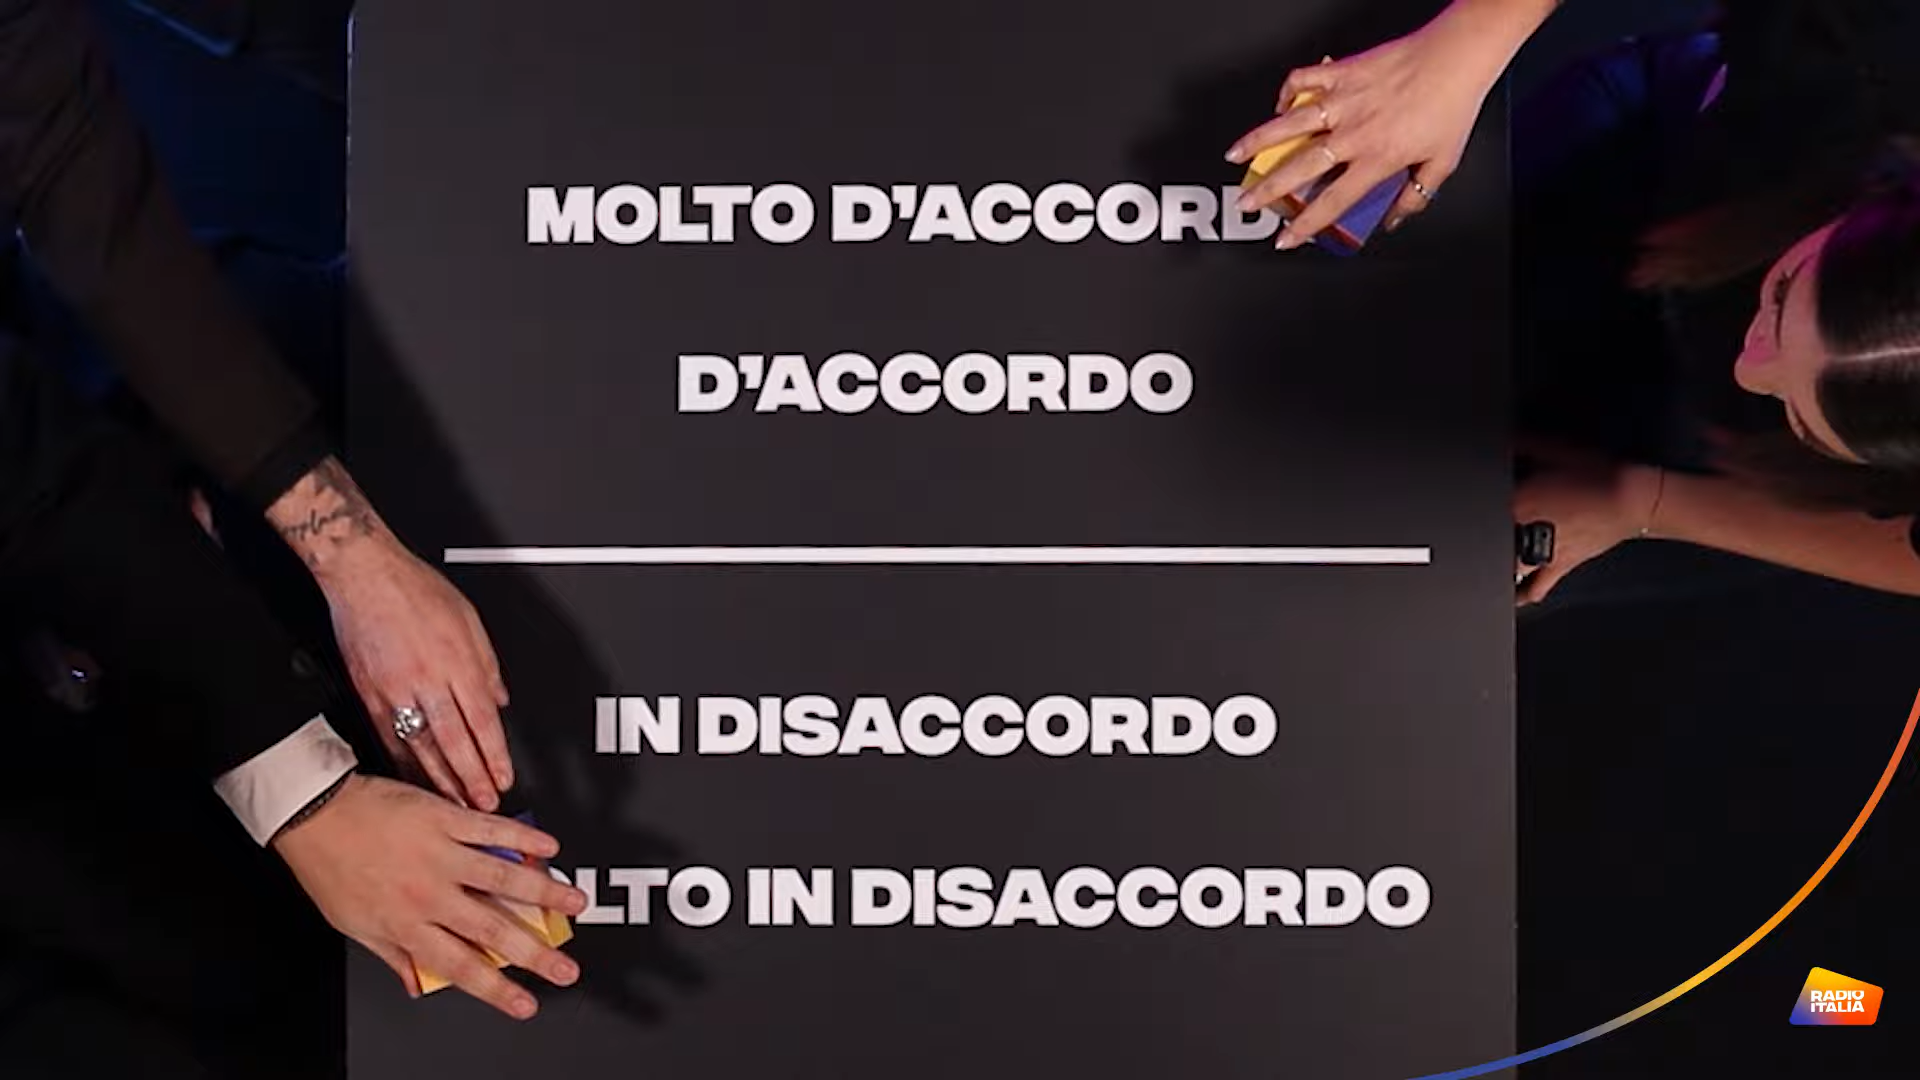 MOLTO D'ACCORD
D'ACCORDO
IN DISACCORDO
LTO IN DISACCORDO
RADIO
ITALIA